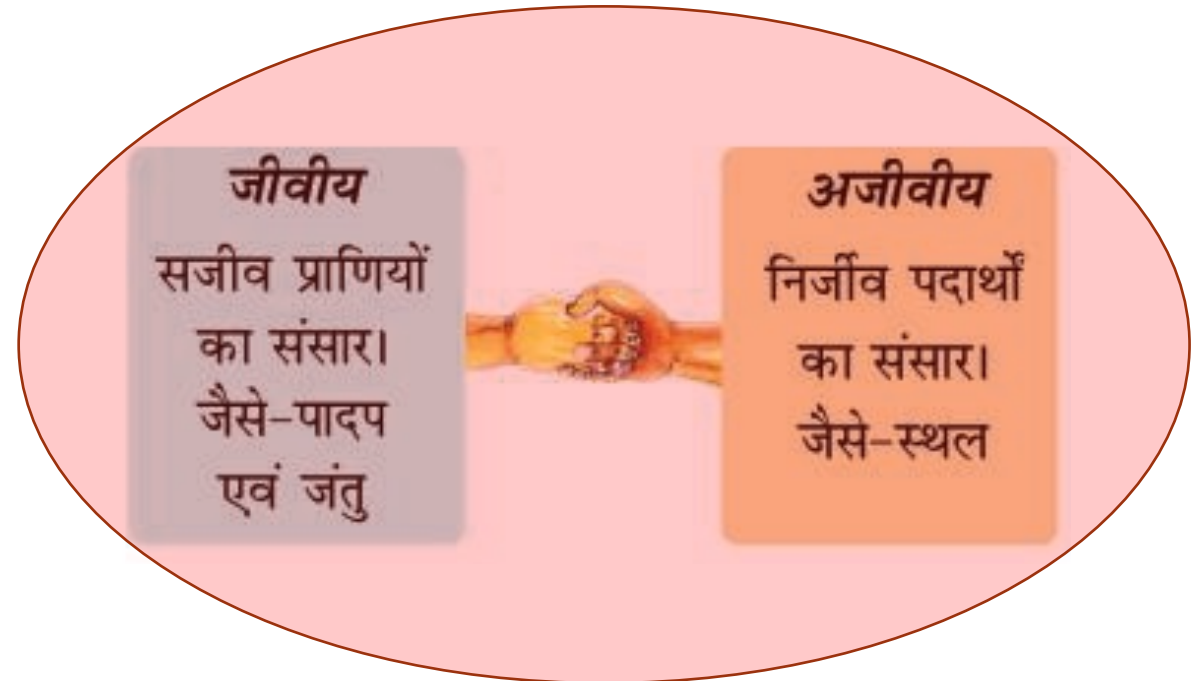 जीवीय
सजीव प्राणियों
का संसार।
जैसे-पादप
एवं जंतु
अजीवीय
निर्जीव पदार्थों
का संसार।
जैसे-स्थल